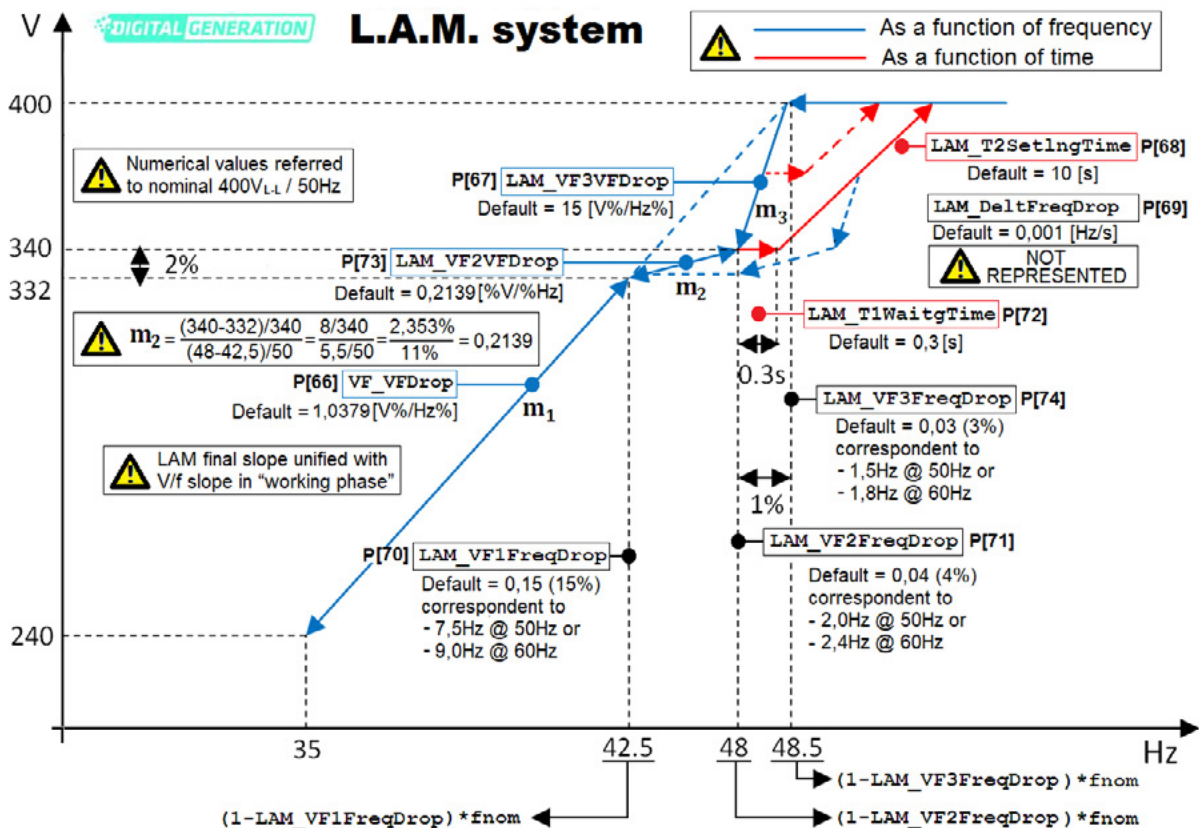 V
DIGITAL GENERATION
L.A.M. system
As a function of frequency
As a function of time
400
Numerical values referred
to nominal 400V_L-L / 50Hz
P[67] LAM_VF3VFDrop
Default = 15 [V%/Hz%]
m3
LAM_T2SetlngTime P[68]
Default = 10 [s]
LAM_DeltFreqDrop P[69]
Default = 0,001 [Hz/s]
NOT
REPRESENTED
340
2%
332
P[73] LAM_VF2VFDrop
Default = 0,2139 [%V/%Hz]
m2
m2 = (340-332)/340 / (48-42,5)/50 = 8/340 / 5,5/50 = 2,353% / 11% = 0,2139
LAM_T1WaitgTime P[72]
Default = 0,3 [s]
0.3s
P[66] VF_VFDrop
Default = 1,0379 [V%/Hz%]
m1
LAM_VF3FreqDrop P[74]
Default = 0,03 (3%)
correspondent to
- 1,5Hz @ 50Hz or
- 1,8Hz @ 60Hz
LAM final slope unified with
V/f slope in “working phase”
1%
P[70] LAM_VF1FreqDrop
Default = 0,15 (15%)
correspondent to
- 7,5Hz @ 50Hz or
- 9,0Hz @ 60Hz
LAM_VF2FreqDrop P[71]
Default = 0,04 (4%)
correspondent to
- 2,0Hz @ 50Hz or
- 2,4Hz @ 60Hz
240
35 42.5 48 48.5 Hz
(1-LAM_VF3FreqDrop)*fnom
(1-LAM_VF1FreqDrop)*fnom (1-LAM_VF2FreqDrop)*fnom